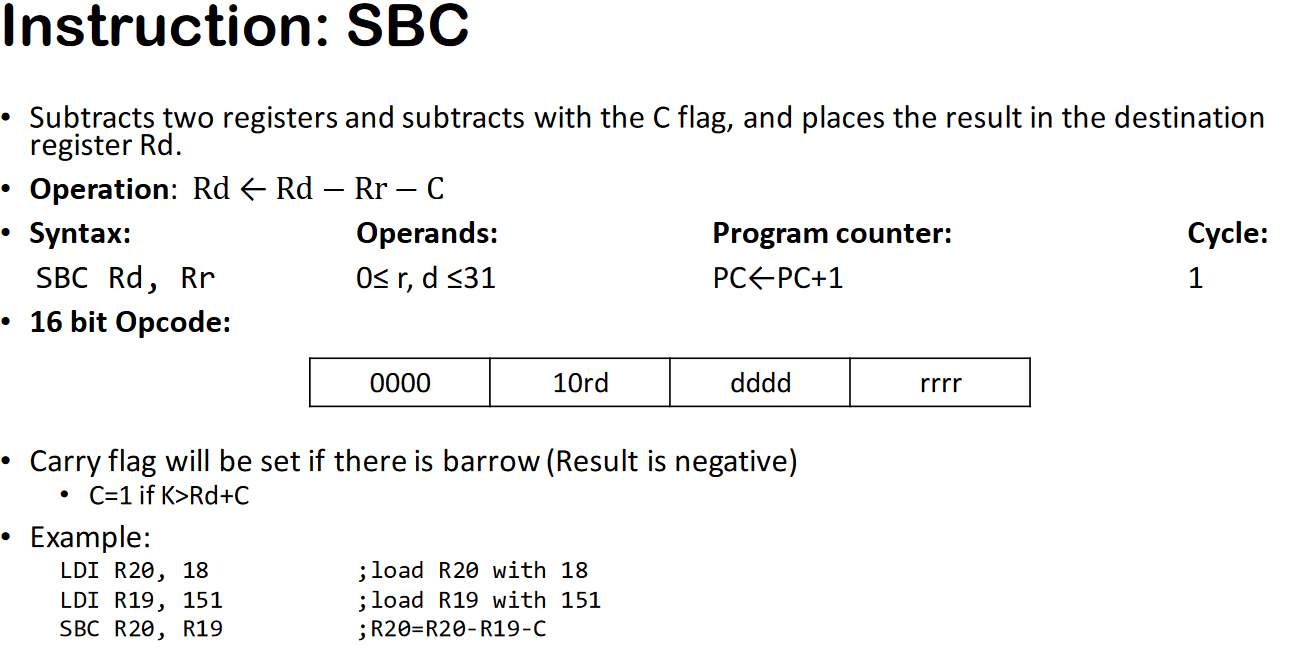 Instruction: SBC
• Subtracts two registers and subtracts with the C flag, and places the result in the destination
register Rd.
• Operation: Rd ← Rd − Rr − C
• Syntax: Operands: Program counter: Cycle:
SBC Rd, Rr 0≤ r, d ≤31 PC←PC+1 1
• 16 bit Opcode:
0000 10rd dddd rrrr
• Carry flag will be set if there is barrow (Result is negative)
• C=1 if K>Rd+C
• Example:
LDI R20, 18 ;load R20 with 18
LDI R19, 151 ;load R19 with 151
SBC R20, R19 ;R20=R20-R19-C